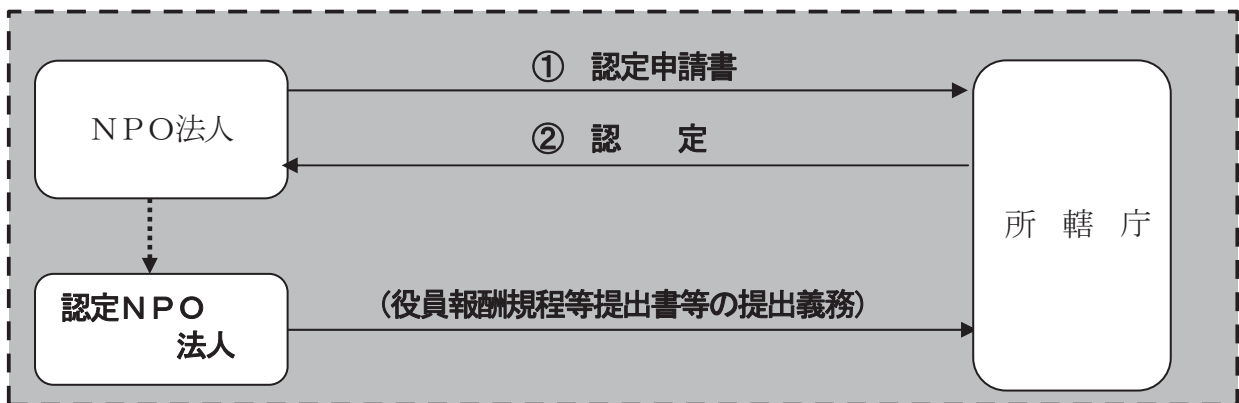 ① 認定申請書
ＮＰＯ法人
② 認　　定
所 轄 庁
認定ＮＰＯ
法人
（役員報酬規程等提出書等の提出義務）